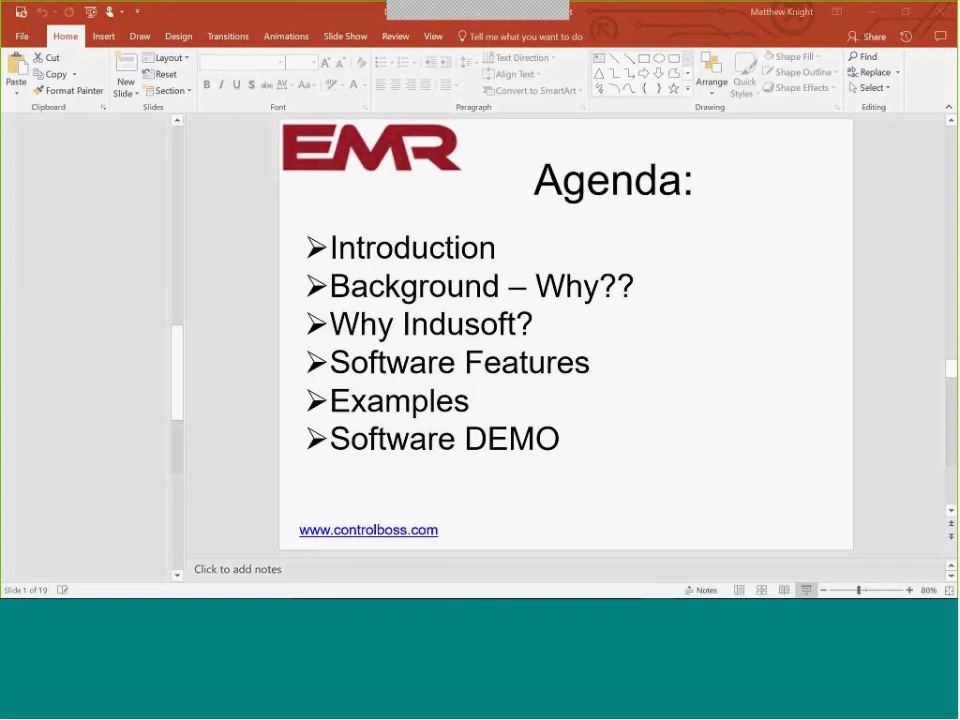 Matthew Knight
File Home Insert Draw Design Transitions Animations Slide Show Review View Tell me what you want to do Share
Paste Cut Copy Format Painter New Slide Layout Reset Section
B I U S abc AV Aa A
Text Direction Align Text Convert to SmartArt
Arrange Quick Styles Shape Fill Shape Outline Shape Effects
Find Replace Select
Clipboard Slides Font Paragraph Drawing Editing
EMR
Agenda:
➢Introduction
➢Background – Why??
➢Why Indusoft?
➢Software Features
➢Examples
➢Software DEMO
www.controlboss.com
Click to add notes
Slide 1 of 19 Notes 80%